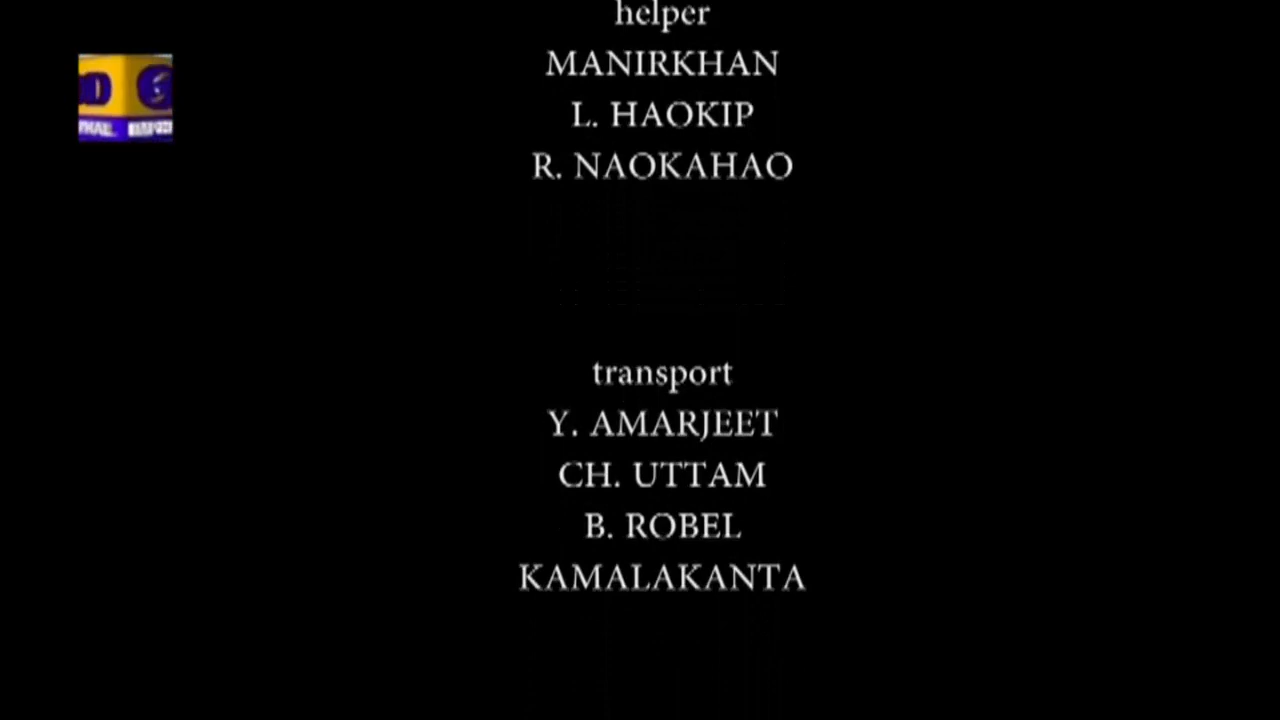 helper
MANIRKHAN
L. HAOKIP
R. NAOKAHAO
transport
Y. AMARJEET
CH. UTTAM
B. ROBEL
KAMALAKANTA